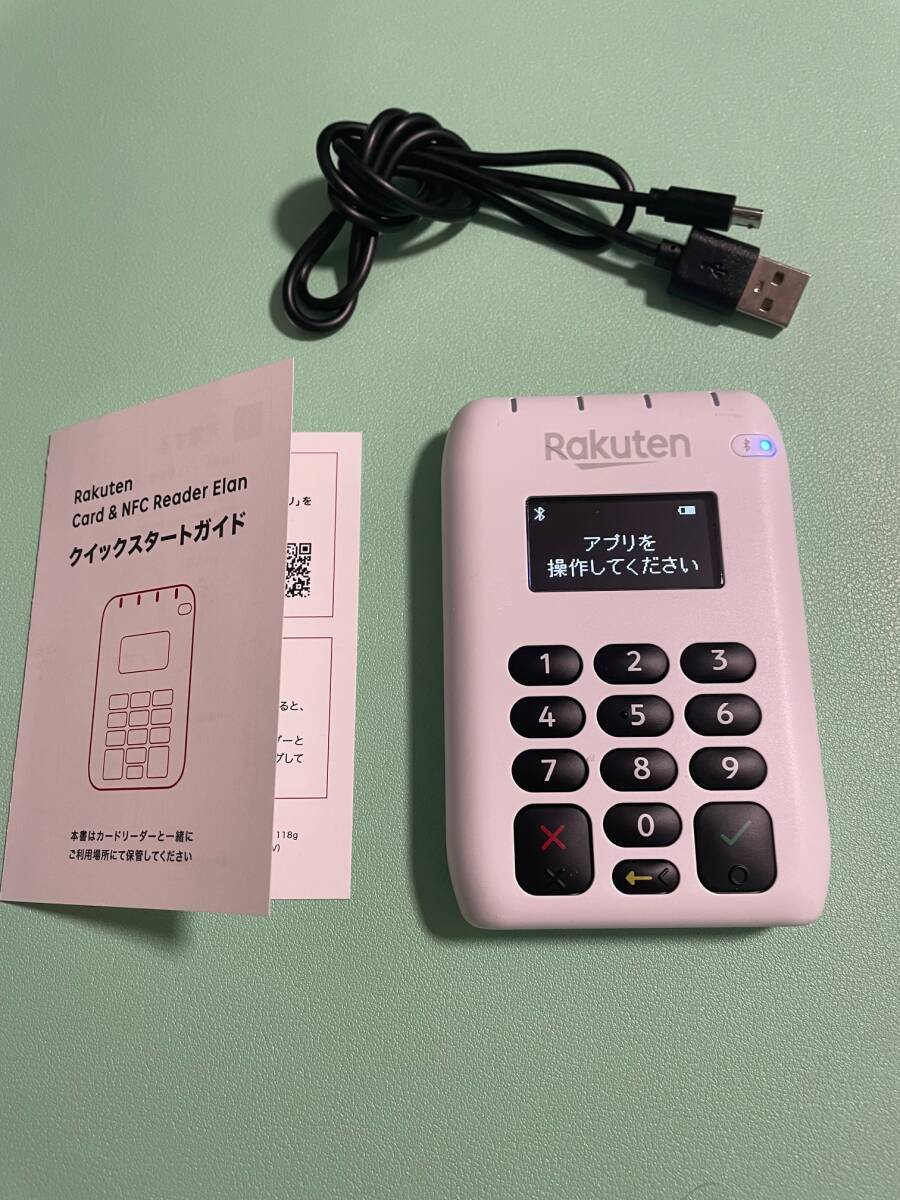 Rakuten
Card & NFC Reader Elan
クイックスタートガイド
本書はカードリーダーと一緒に
ご利用場所にて保管してください
リ」を
ると、
ダーと
プして
118g
V)
Rakuten
アプリを
操作してください
1 2 3
4 5 6
7 8 9
0